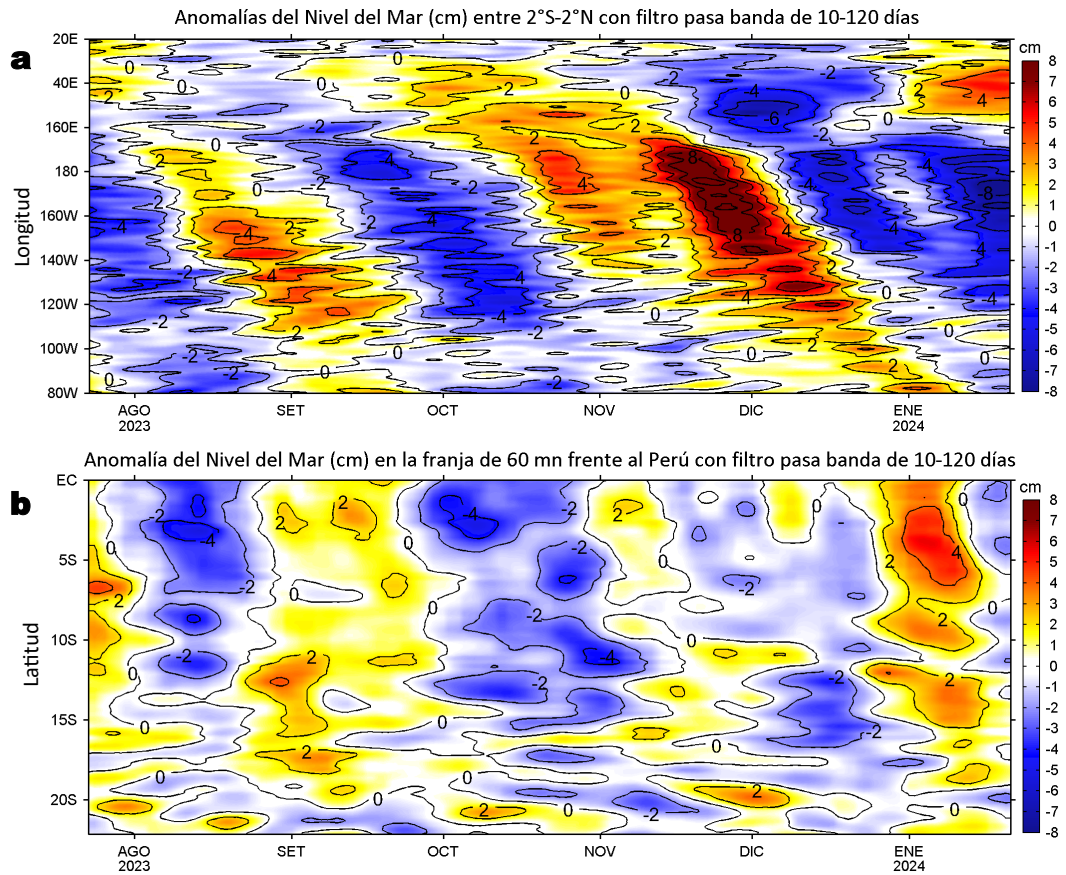 Anomalías del Nivel del Mar (cm) entre 2°S-2°N con filtro pasa banda de 10-120 días
a
Longitud
20E
40E
160E
180
160W
140W
120W
100W
80W
AGO
2023
SET
OCT
NOV
DIC
ENE
2024
cm
8
7
6
5
4
3
2
1
0
-1
-2
-3
-4
-5
-6
-7
-8
Anomalía del Nivel del Mar (cm) en la franja de 60 mn frente al Perú con filtro pasa banda de 10-120 días
b
Latitud
EC
5S
10S
15S
20S
AGO
2023
SET
OCT
NOV
DIC
ENE
2024
cm
8
7
6
5
4
3
2
1
0
-1
-2
-3
-4
-5
-6
-7
-8